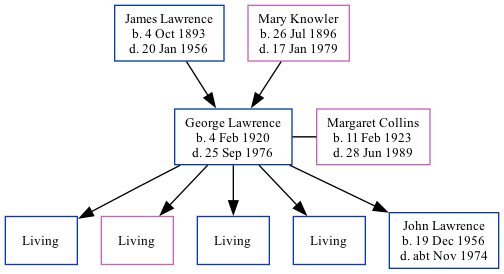 James Lawrence
b. 4 Oct 1893
d. 20 Jan 1956
Mary Knowler
b. 26 Jul 1896
d. 17 Jan 1979
George Lawrence
b. 4 Feb 1920
d. 25 Sep 1976
Margaret Collins
b. 11 Feb 1923
d. 28 Jun 1989
Living
Living
Living
Living
John Lawrence
b. 19 Dec 1956
d. abt Nov 1974